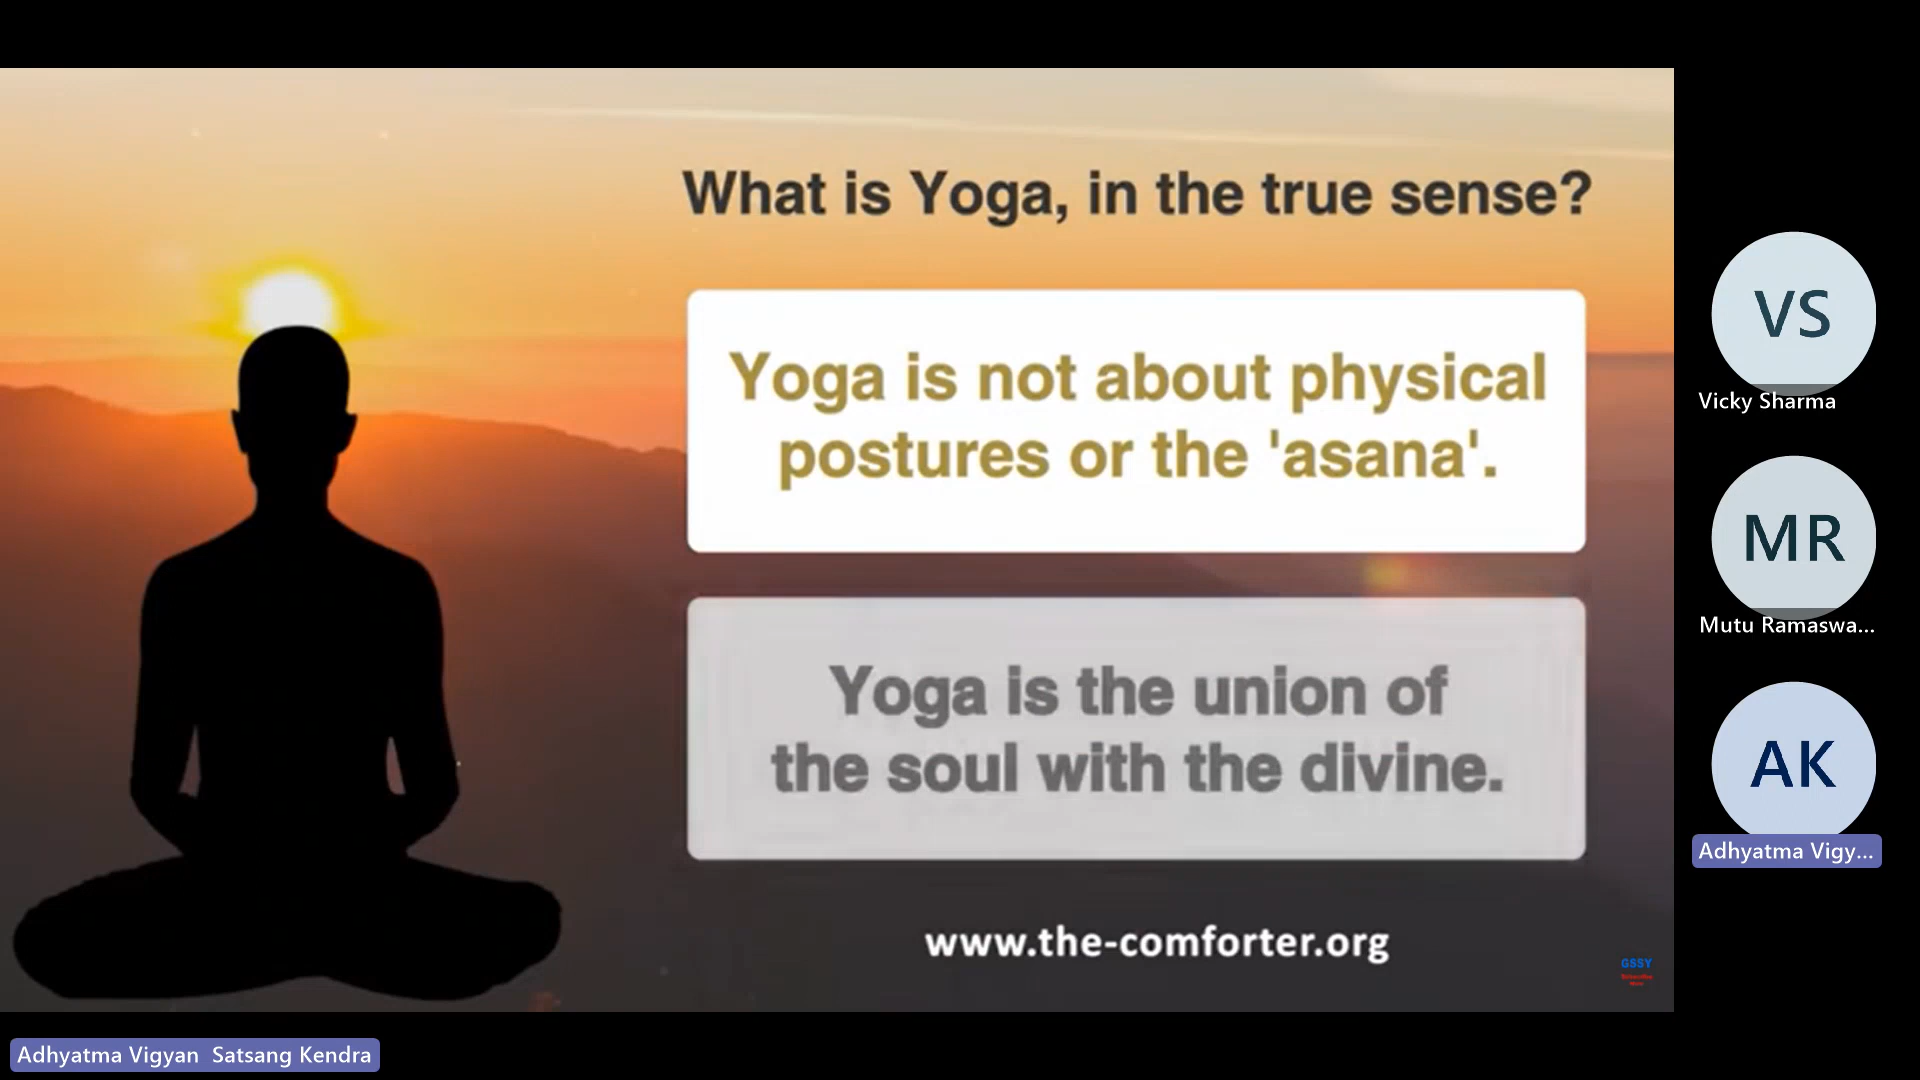 What is Yoga, in the true sense?
Yoga is not about physical
postures or the 'asana'.
Yoga is the union of
the soul with the divine.
www.the-comforter.org
GSSY
VS
Vicky Sharma
MR
Mutu Ramaswa...
AK
Adhyatma Vigy...
Adhyatma Vigyan Satsang Kendra